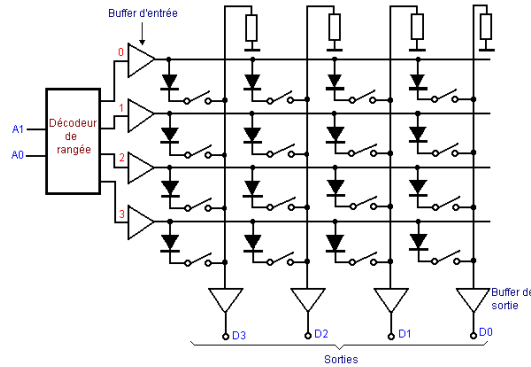 Buffer d'entrée
0
A1
A0
Décodeur
de
rangée
1
2
3
Buffer de
sortie
D3
D2
D1
D0
Sorties